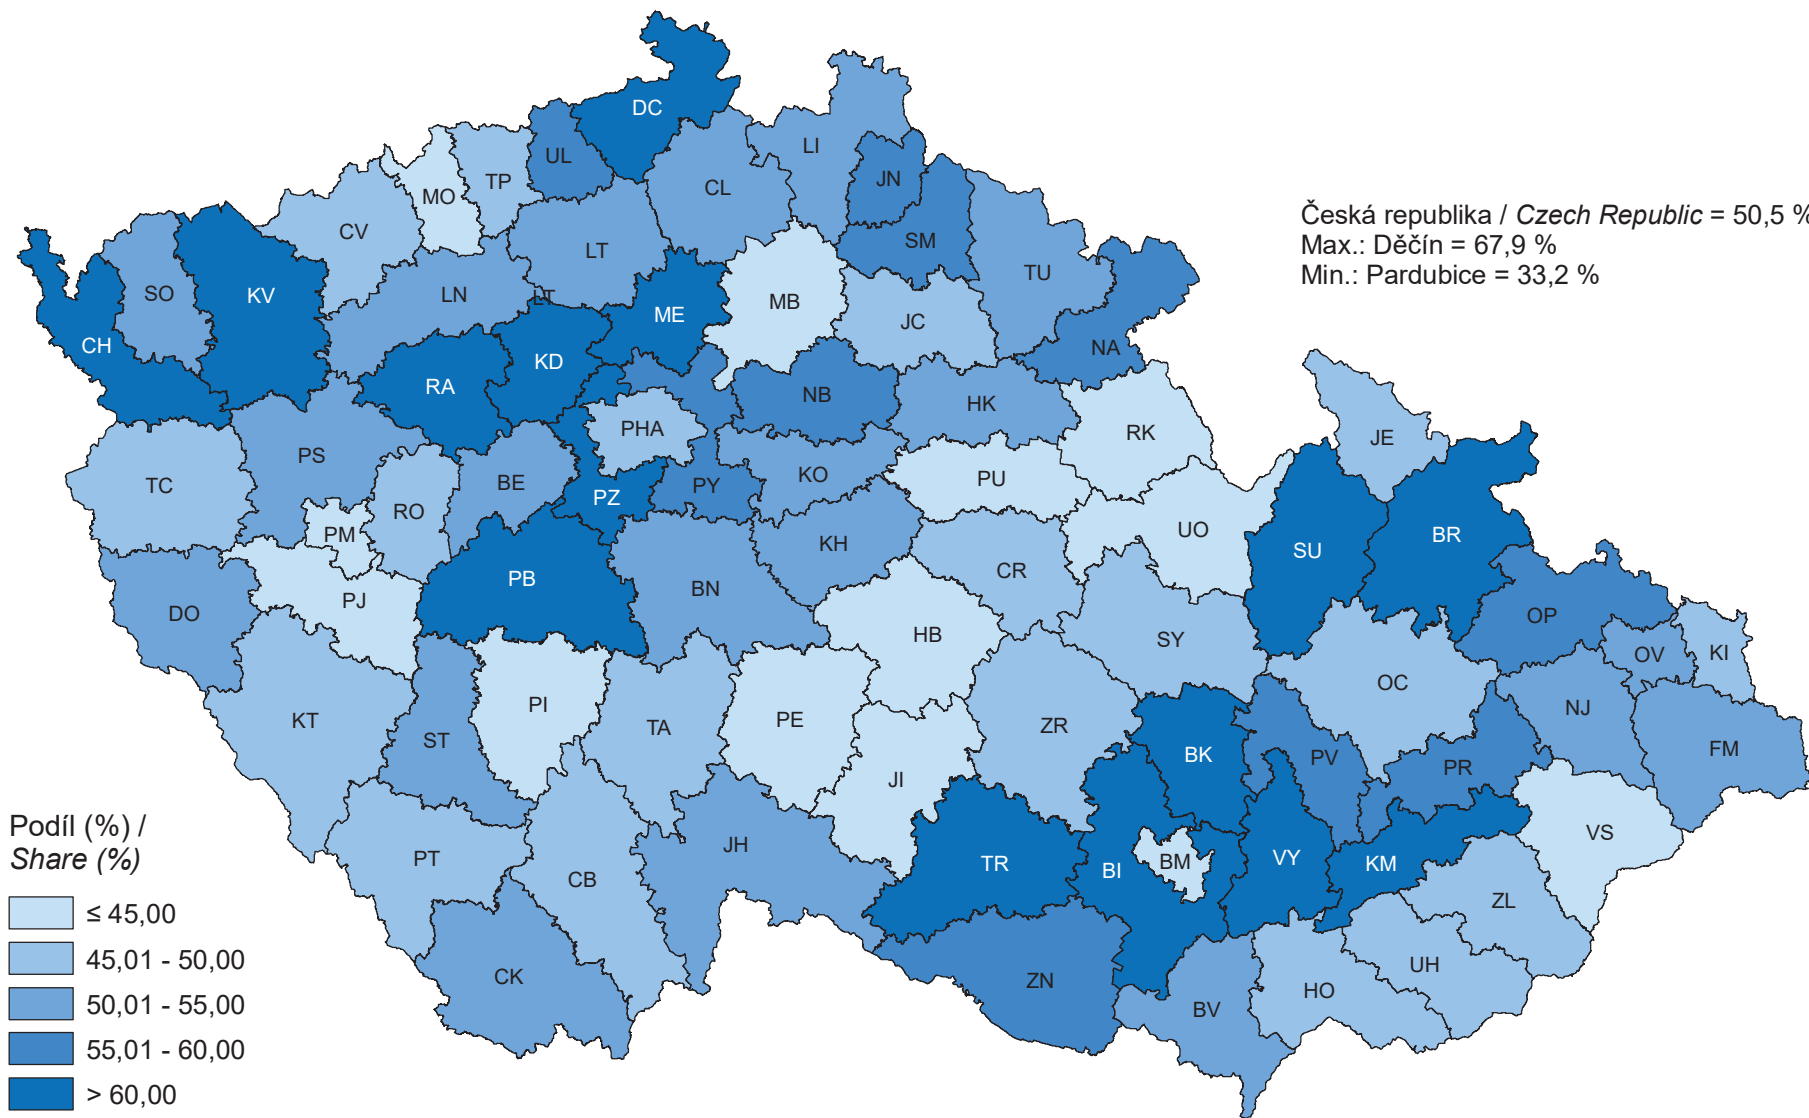 DC
LI
UL
JN
TP
CL
MO
CV
SM
LT
TU
Česká republika / Czech Republic = 50,5 %
Max.: Děčín = 67,9 %
Min.: Pardubice = 33,2 %
SO
KV
LN
LT
ME
MB
JC
CH
NA
KD
RA
NB
HK
PHA
RK
JE
PS
TC
BE
KO
PU
PZ
PY
RO
PM
UO
SU
BR
KH
CR
PB
BN
PJ
DO
HB
SY
OP
OV
KI
OC
KT
PI
ST
TA
PE
ZR
NJ
FM
BK
PV
PR
JI
VS
Podíl (%) /
Share (%)
PT
JH
CB
TR
BI
BM
VY
KM
ZL
≤ 45,00
45,01 - 50,00
50,01 - 55,00
55,01 - 60,00
> 60,00
CK
ZN
UH
HO
BV